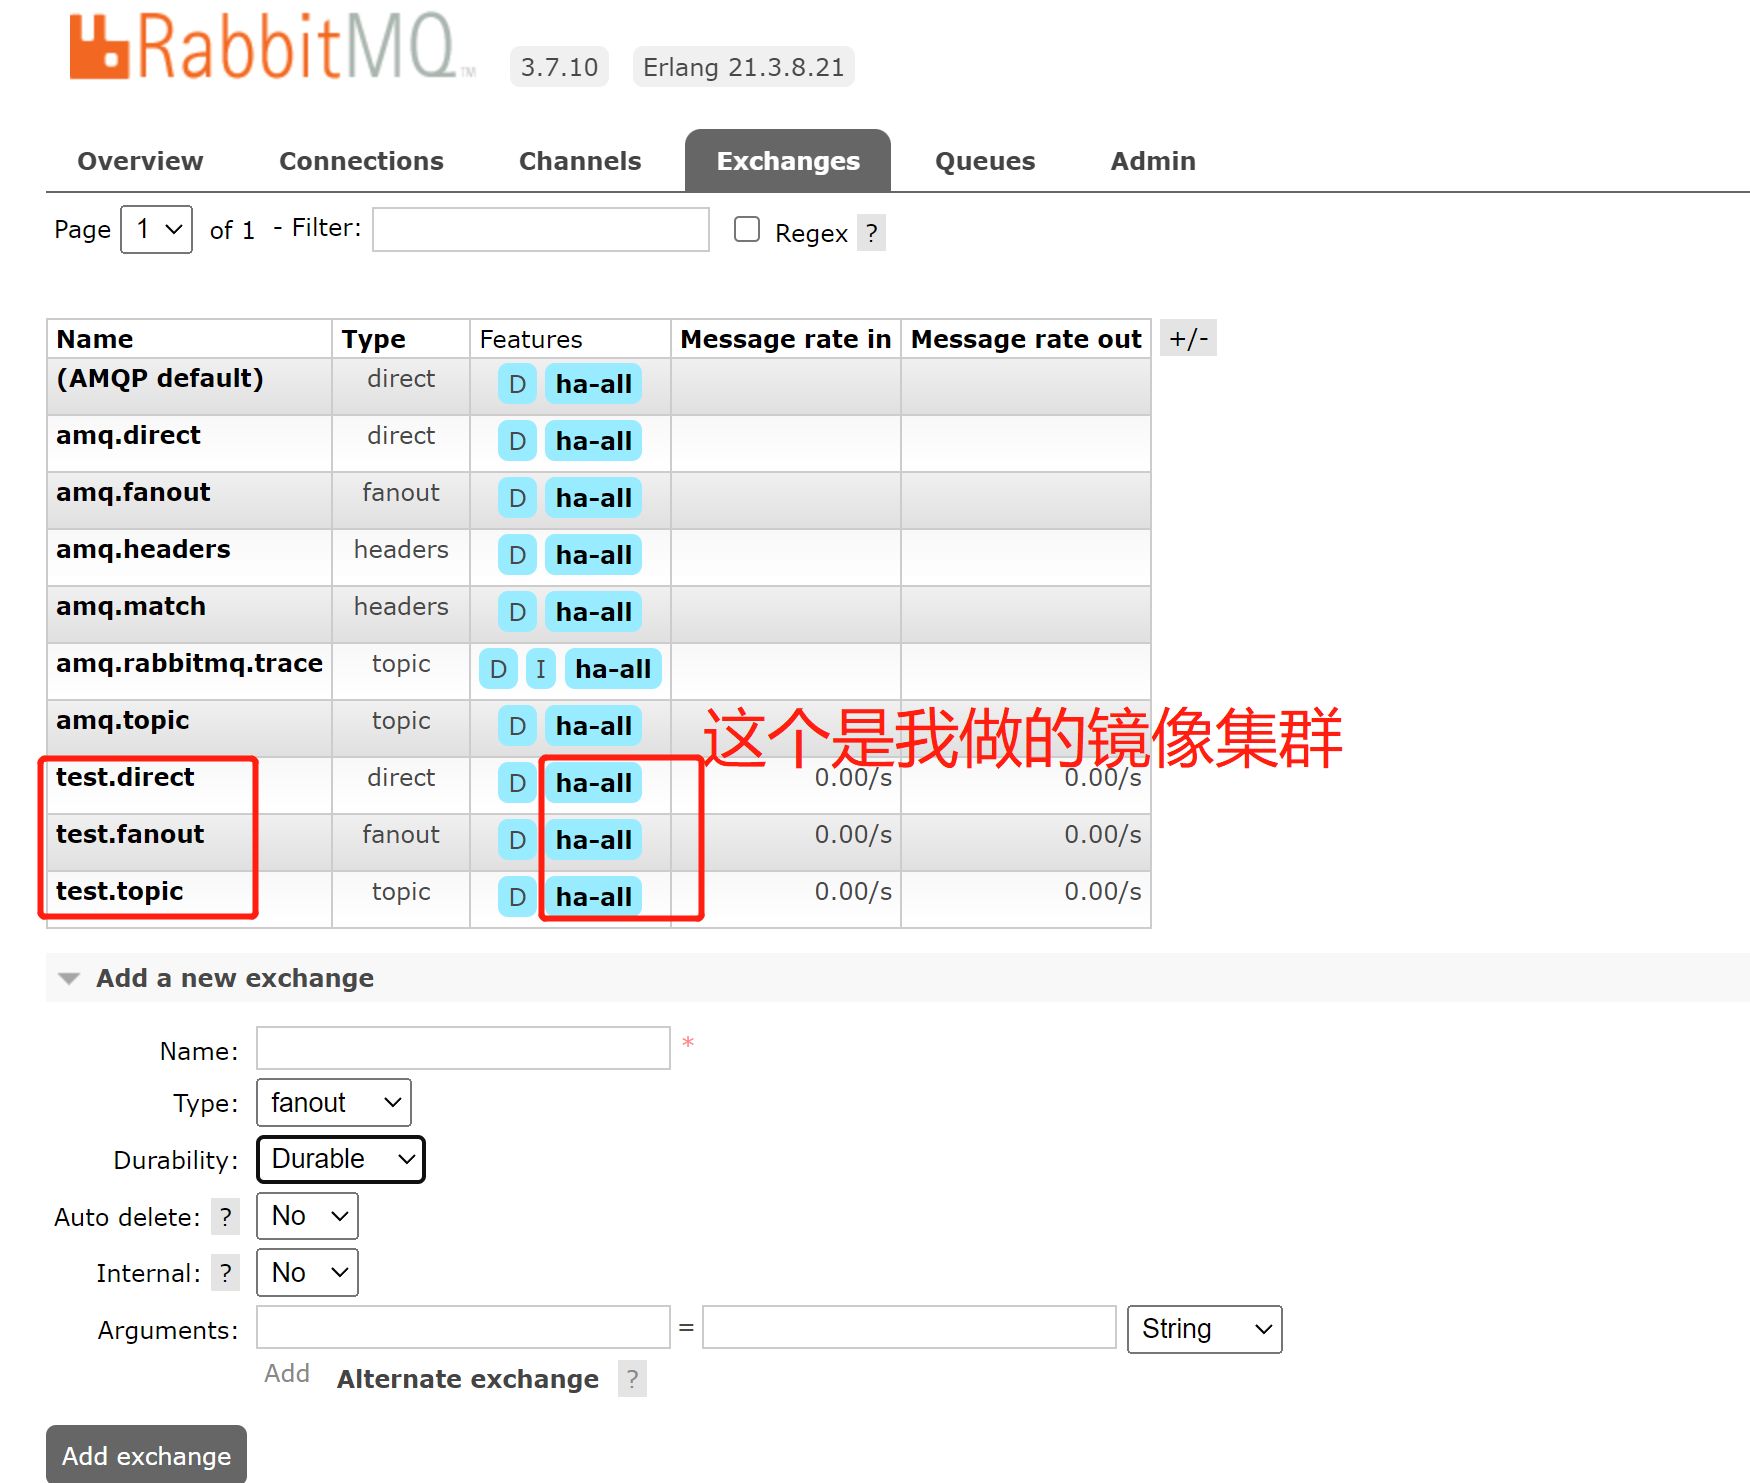 RabbitMQ™ 3.7.10 Erlang 21.3.8.21
Overview Connections Channels Exchanges Queues Admin
Page 1 of 1 - Filter: Regex ?
Name Type Features Message rate in Message rate out +/-
(AMQP default) direct D ha-all
amq.direct direct D ha-all
amq.fanout fanout D ha-all
amq.headers headers D ha-all
amq.match headers D ha-all
amq.rabbitmq.trace topic D I ha-all
amq.topic topic D ha-all
这个是我做的镜像集群
test.direct direct D ha-all 0.00/s 0.00/s
test.fanout fanout D ha-all 0.00/s 0.00/s
test.topic topic D ha-all 0.00/s 0.00/s
Add a new exchange
Name: *
Type: fanout
Durability: Durable
Auto delete: ? No
Internal: ? No
Arguments: = String
Add Alternate exchange ?
Add exchange